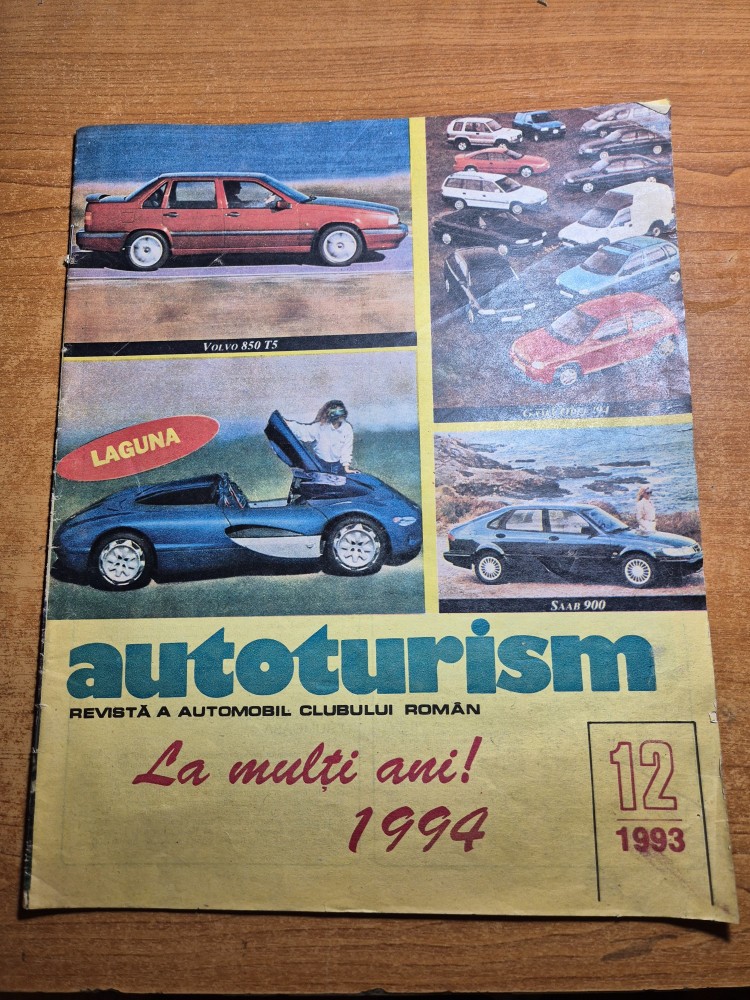 VOLVO 850 T5
LAGUNA
SAAB 900
autoturism
REVISTĂ A AUTOMOBIL CLUBULUI ROMÂN
La mulți ani!
1994
12
1993